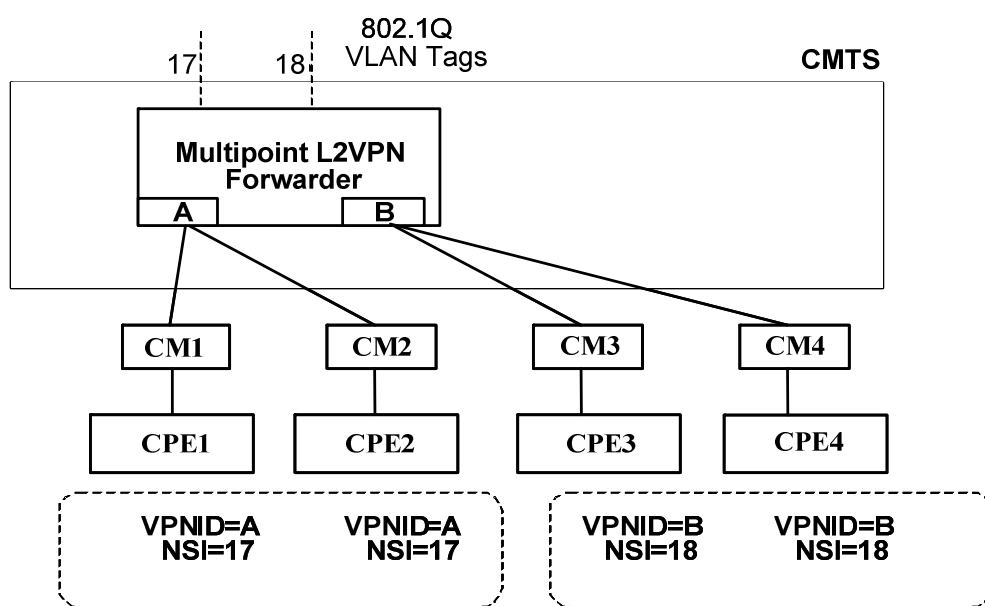 802.1Q
VLAN Tags
17
18
CMTS
Multipoint L2VPN
Forwarder
A
B
CM1
CM2
CM3
CM4
CPE1
CPE2
CPE3
CPE4
VPNID=A
NSI=17
VPNID=A
NSI=17
VPNID=B
NSI=18
VPNID=B
NSI=18